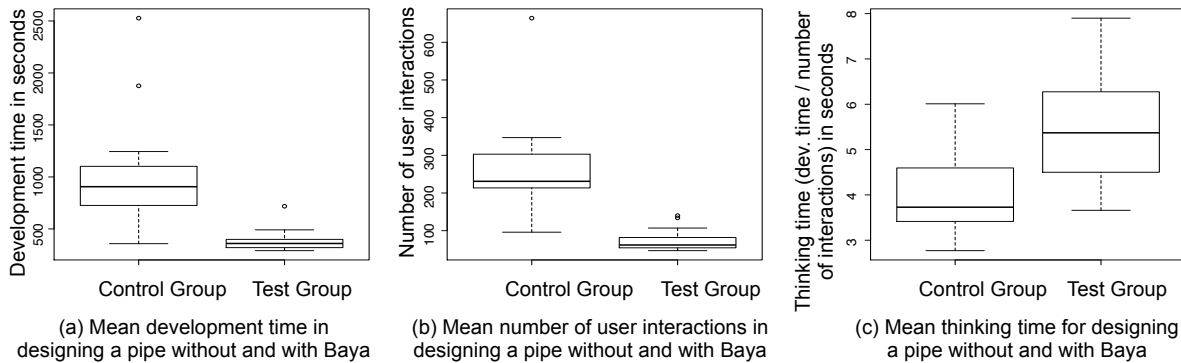 Development time in seconds
500
1000
1500
2000
2500
Control Group
Test Group
(a) Mean development time in
designing a pipe without and with Baya
Number of user interactions
100
200
300
400
500
600
Control Group
Test Group
(b) Mean number of user interactions in
designing a pipe without and with Baya
Thinking time (dev. time / number
of interactions) in seconds
3
4
5
6
7
8
Control Group
Test Group
(c) Mean thinking time for designing
a pipe without and with Baya